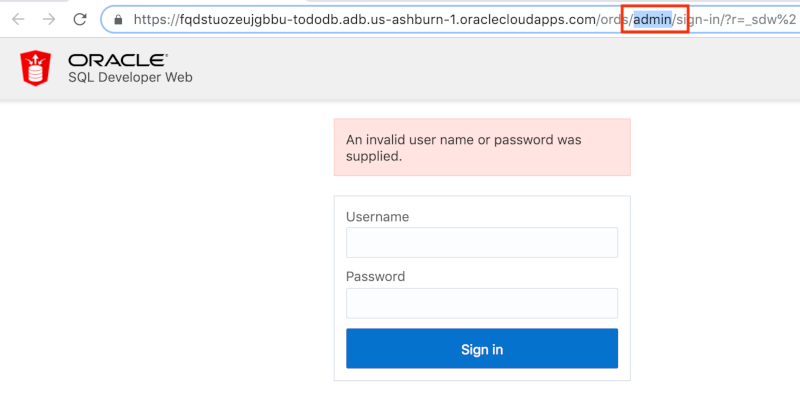 https://fqdstuozeujgbbu-tododb.adb.us-ashburn-1.oraclecloudapps.com/ords/admin/sign-in/?r=_sdw%2
ORACLE
SQL Developer Web
An invalid user name or password was
supplied.
Username
Password
Sign in